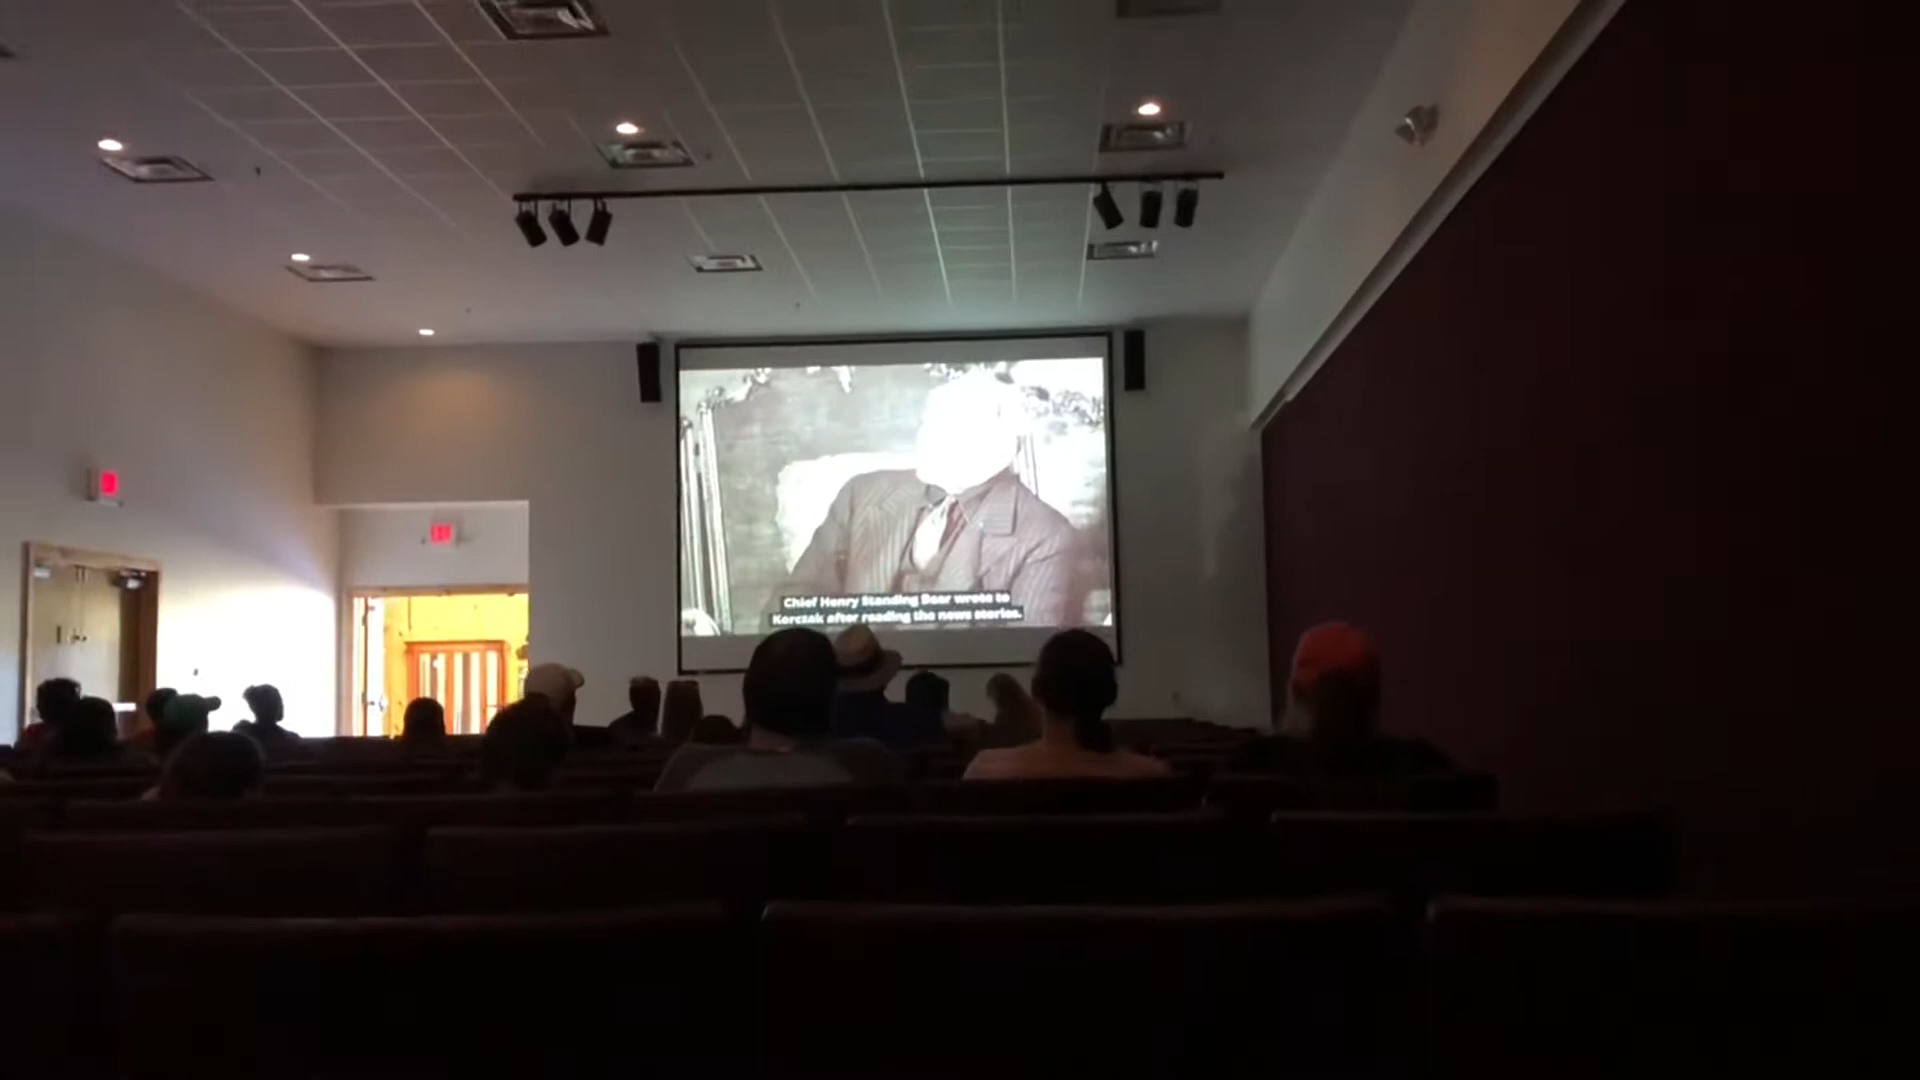 Chief Henry Standing Bear wrote to
Korczak after reading the news stories.